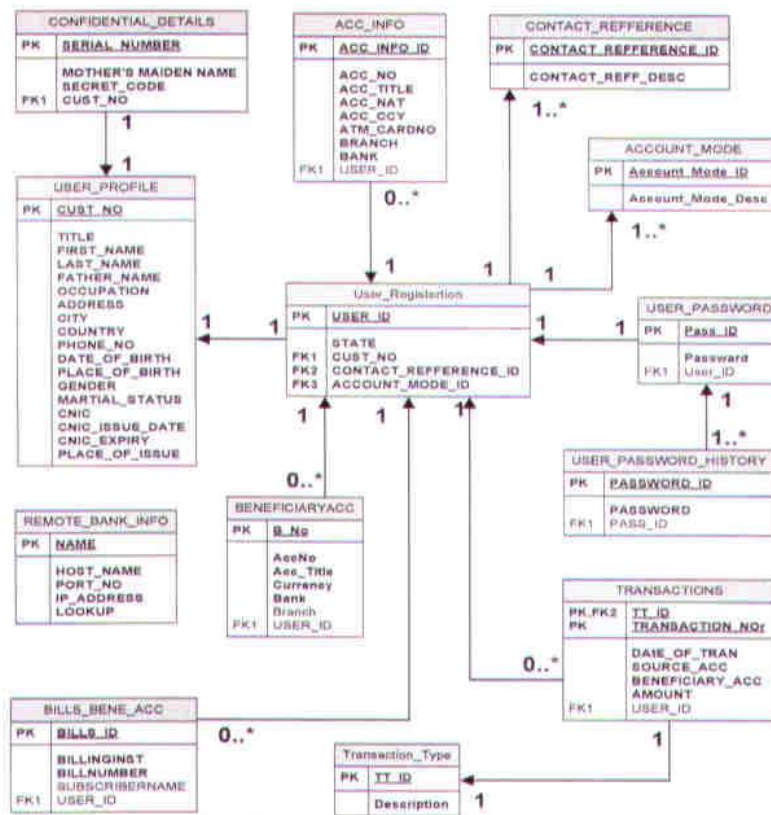 CONFIDENTIAL_DETAILS
PK SERIAL_NUMBER
MOTHER'S MAIDEN NAME
SECRET_CODE
FK1 CUST_NO
1
1
ACC_INFO
PK ACC_INFO_ID
ACC_NO
ACC_TITLE
ACC_NAT
ACC_CCY
ATM_CARDNO
BRANCH
BANK
FK1 USER_ID
0..*
1
CONTACT_REFFERENCE
PK CONTACT_REFFERENCE_ID
CONTACT_REFF_DESC
1..*
1
ACCOUNT_MODE
PK Account_Mode_ID
Account_Mode_Desc
1..*
1
USER_PROFILE
PK CUST_NO
TITLE
FIRST_NAME
LAST_NAME
FATHER_NAME
OCCUPATION
ADDRESS
CITY
COUNTRY
PHONE_NO
DATE_OF_BIRTH
PLACE_OF_BIRTH
GENDER
MARTIAL_STATUS
CNIC
CNIC_ISSUE_DATE
CNIC_EXPIRY
PLACE_OF_ISSUE
1
1
User_Registertion
PK USER_ID
STATE
FK1 CUST_NO
FK2 CONTACT_REFFERENCE_ID
FK3 ACCOUNT_MODE_ID
1
1
USER_PASSWORD
PK Pass_ID
Password
FK1 User_ID
1
1..*
USER_PASSWORD_HISTORY
PK PASSWORD_ID
PASSWORD
FK1 PASS_ID
1
1
1
0..*
BENEFICIARYACC
PK B_No
AccNo
Acc_Title
Currency
Bank
Branch
FK1 USER_ID
REMOTE_BANK_INFO
PK NAME
HOST_NAME
PORT_NO
IP_ADDRESS
LOOKUP
TRANSACTIONS
PK,FK2 TT_ID
PK TRANSACTION_NOr
DATE_OF_TRAN
SOURCE_ACC
BENEFICIARY_ACC
AMOUNT
FK1 USER_ID
0..*
1
BILLS_BENE_ACC
PK BILLS_ID
BILLINGINST
BILLNUMBER
SUBSCRIBERNAME
FK1 USER_ID
0..*
Transaction_Type
PK TT_ID
Description
1